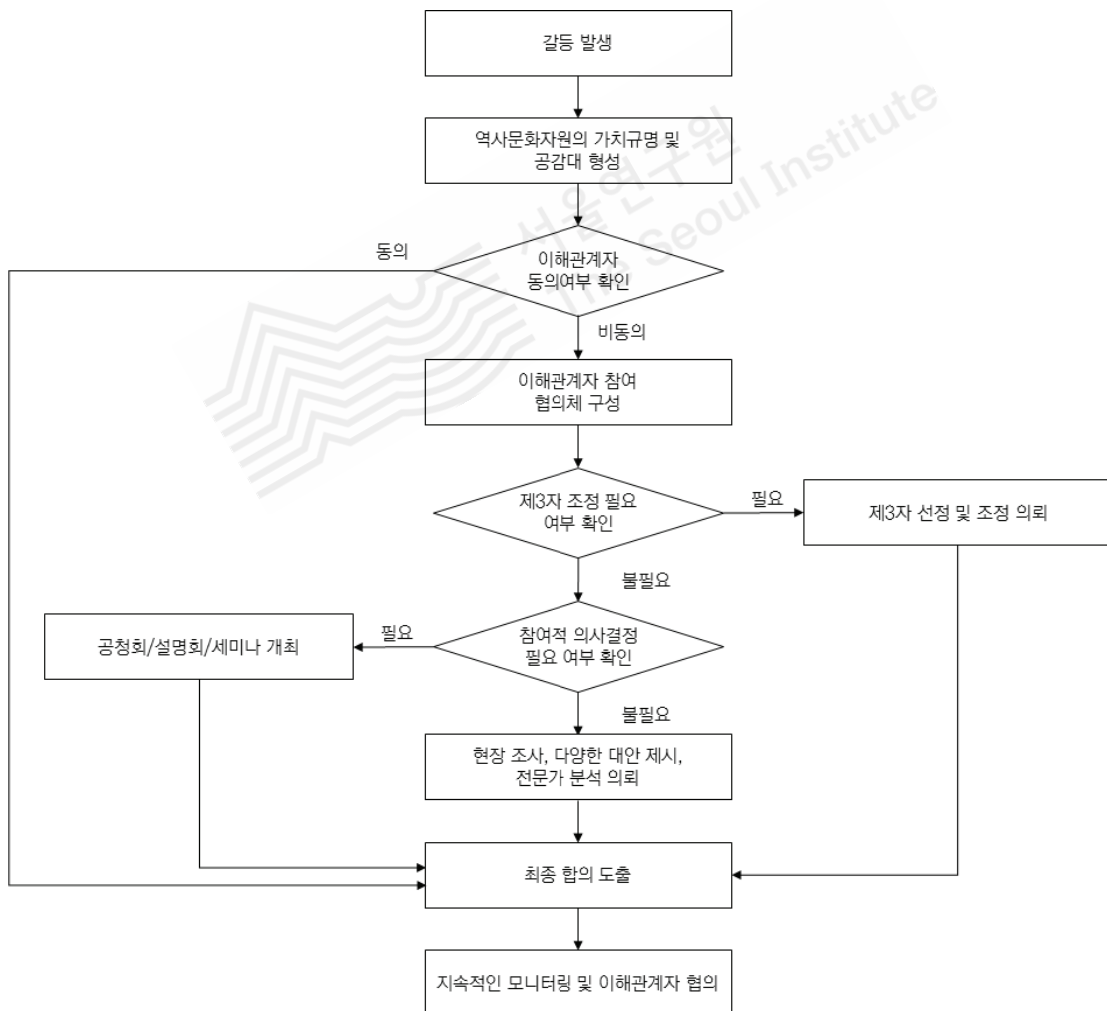 갈등 발생
역사문화자원의 가치규명 및
공감대 형성
서울연구원
The Seoul Institute
동의
이해관계자
동의여부 확인
비동의
이해관계자 참여
협의체 구성
제3자 조정 필요
여부 확인
필요
제3자 선정 및 조정 의뢰
불필요
공청회/설명회/세미나 개최
필요
참여적 의사결정
필요 여부 확인
불필요
현장 조사, 다양한 대안 제시,
전문가 분석 의뢰
최종 합의 도출
지속적인 모니터링 및 이해관계자 협의